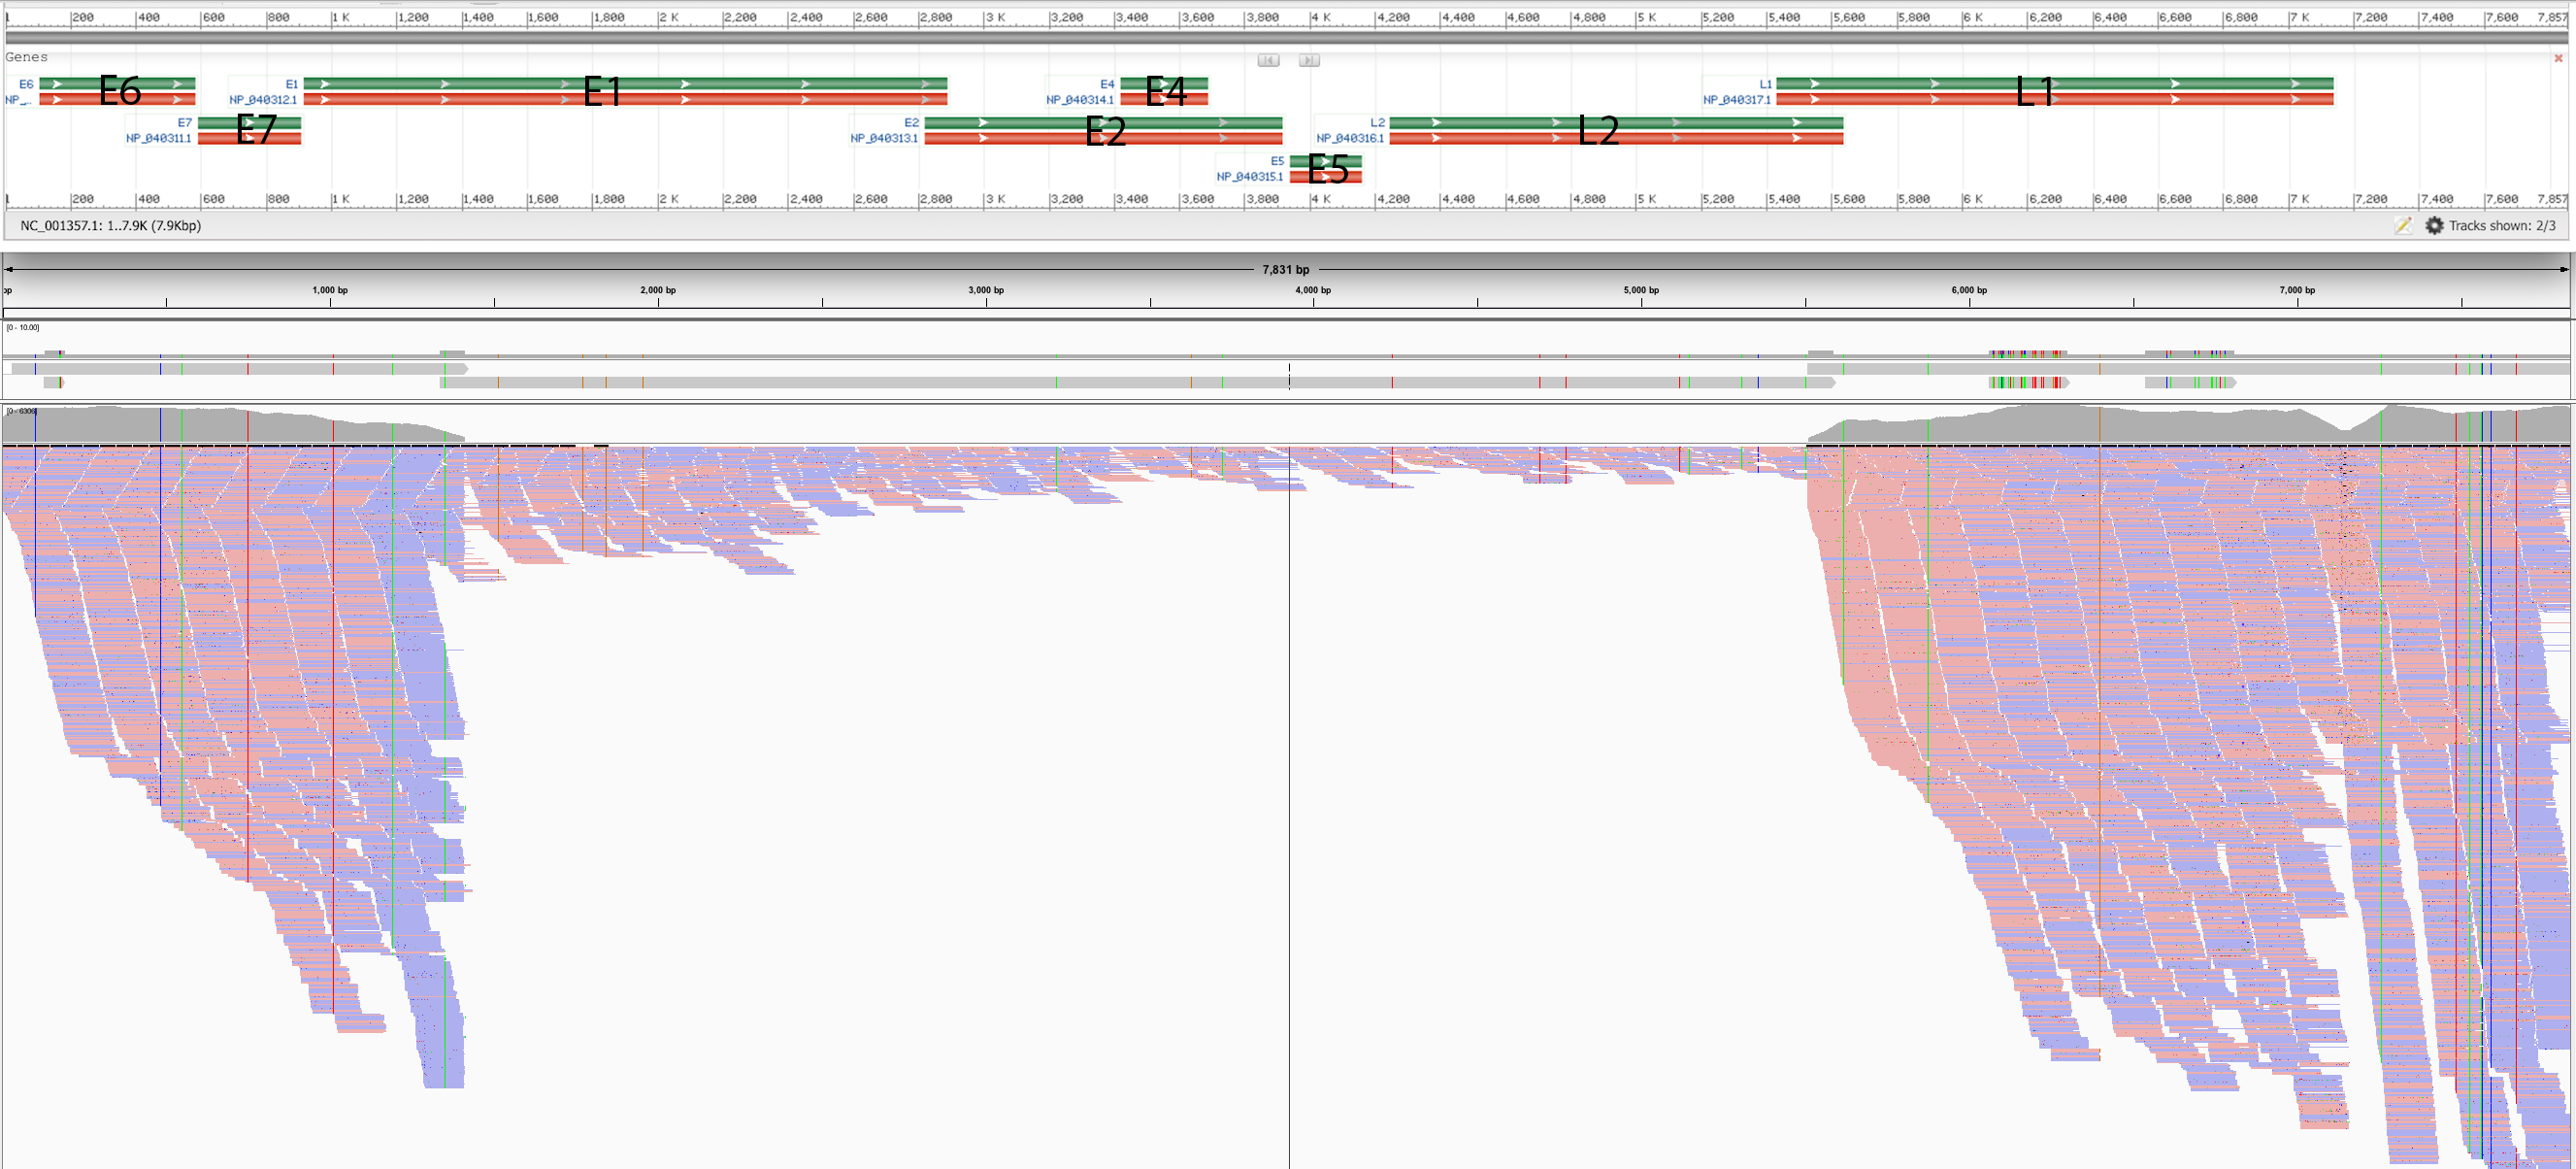 1 200 400 600 800 1 K 1,200 1,400 1,600 1,800 2 K 2,200 2,400 2,600 2,800 3 K 3,200 3,400 3,600 3,800 4 K 4,200 4,400 4,600 4,800 5 K 5,200 5,400 5,600 5,800 6 K 6,200 6,400 6,600 6,800 7 K 7,200 7,400 7,600 7,857
Genes
E6 E6 E1 E1 E4 E4 L1 L1
NP_… NP_040312.1 NP_040314.1 NP_040317.1
E7 E7 E2 E2 L2 L2
NP_040311.1 NP_040313.1 NP_040316.1
E5 E5
NP_040315.1
1 200 400 600 800 1 K 1,200 1,400 1,600 1,800 2 K 2,200 2,400 2,600 2,800 3 K 3,200 3,400 3,600 3,800 4 K 4,200 4,400 4,600 4,800 5 K 5,200 5,400 5,600 5,800 6 K 6,200 6,400 6,600 6,800 7 K 7,200 7,400 7,600 7,857
NC_001357.1: 1..7.9K (7.9Kbp) Tracks shown: 2/3
7,831 bp
bp 1,000 bp 2,000 bp 3,000 bp 4,000 bp 5,000 bp 6,000 bp 7,000 bp
[0 - 10.00]
[0 - 6306]